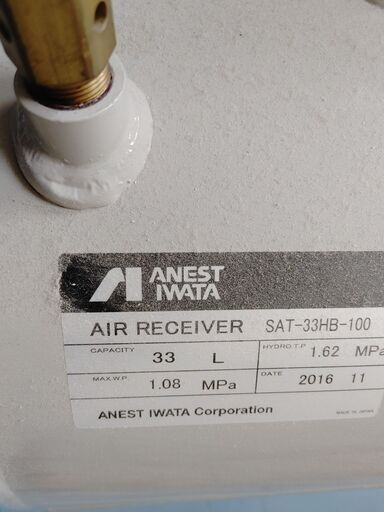 ANEST
IWATA
AIR RECEIVER SAT-33HB-100
CAPACITY 33 L HYDRO.T.P 1.62 MPa
MAX.W.P 1.08 MPa DATE 2016 11
ANEST IWATA Corporation MADE IN JAPAN